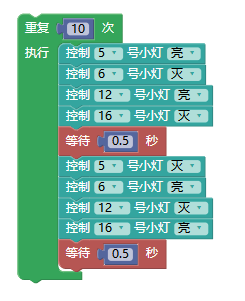 重复 10 次
执行 控制 5 号小灯 亮
控制 6 号小灯 灭
控制 12 号小灯 亮
控制 16 号小灯 灭
等待 0.5 秒
控制 5 号小灯 灭
控制 6 号小灯 亮
控制 12 号小灯 灭
控制 16 号小灯 亮
等待 0.5 秒